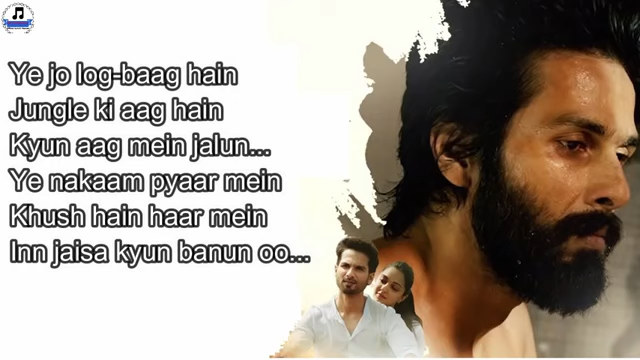 Ye jo log-baag hain
Jungle ki aag hain
Kyun aag mein jalun...
Ye nakaam pyaar mein
Khush hain haar mein
Inn jaisa kyun banun oo...